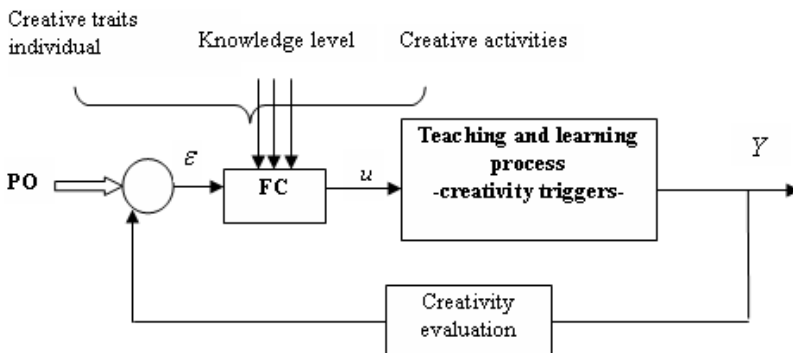 Creative traits
individual
Knowledge level
Creative activities
PO
ε
FC
u
Teaching and learning
process
-creativity triggers-
Y
Creativity
evaluation